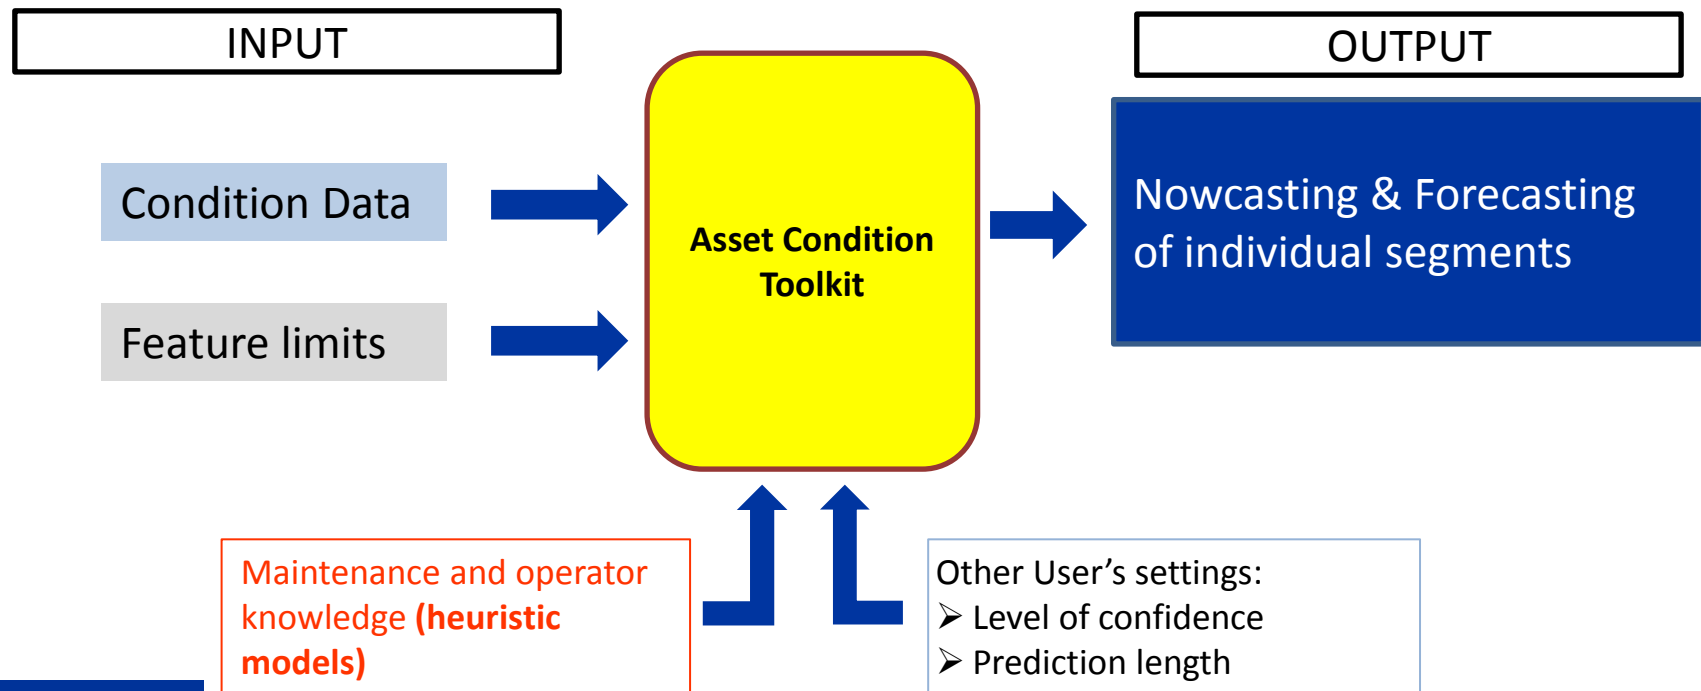 INPUT
OUTPUT
Condition Data
Feature limits
Asset Condition
Toolkit
Nowcasting & Forecasting
of individual segments
Maintenance and operator
knowledge (heuristic
models)
Other User’s settings:
➢ Level of confidence
➢ Prediction length